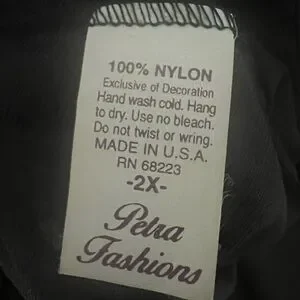 100% NYLON
Exclusive of Decoration
Hand wash cold. Hang
to dry. Use no bleach.
Do not twist or wring.
MADE IN U.S.A.
RN 68223
-2X-
Petra
Fashions